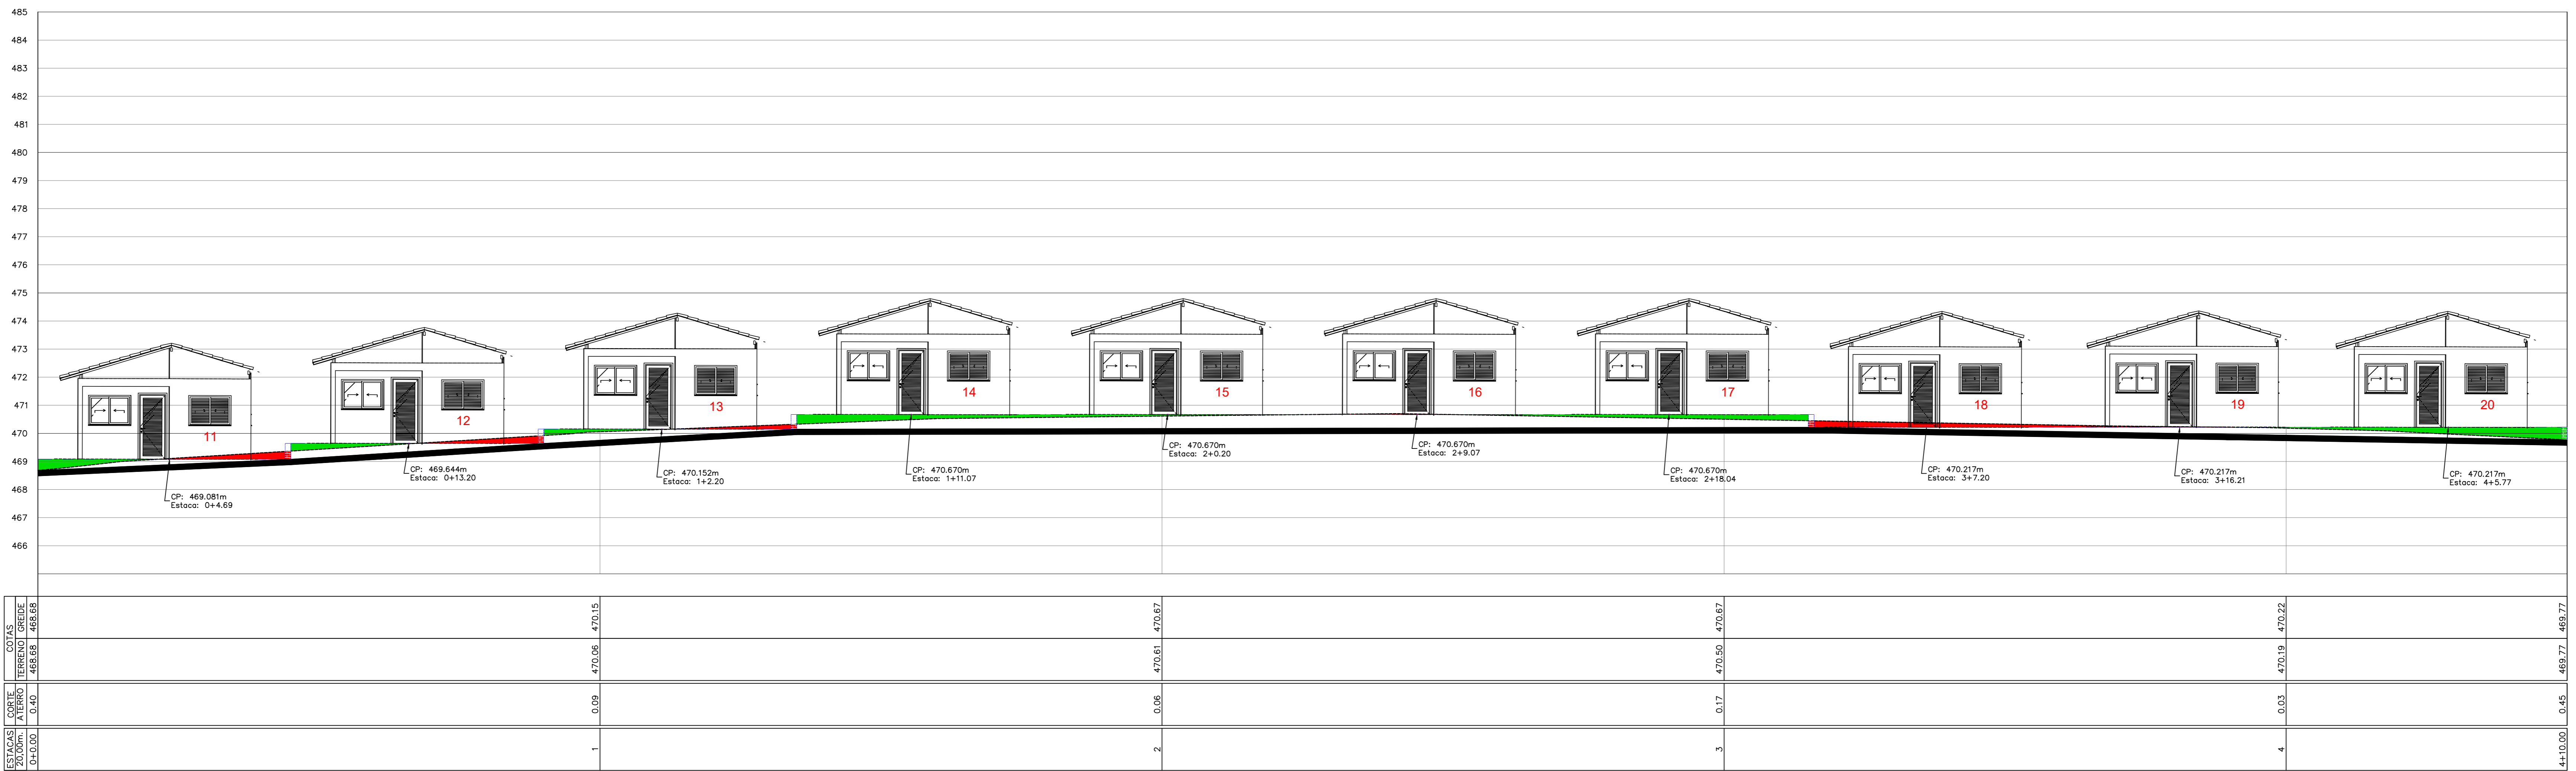 485
484
483
482
481
480
479
478
477
476
475
474
473
472
471
470
469
468
467
466
11
12
13
14
15
16
17
18
19
20
CP: 469.081m
Estaca: 0+4.69
CP: 469.644m
Estaca: 0+13.20
CP: 470.152m
Estaca: 1+2.20
CP: 470.670m
Estaca: 1+11.07
CP: 470.670m
Estaca: 2+0.20
CP: 470.670m
Estaca: 2+9.07
CP: 470.670m
Estaca: 2+18.04
CP: 470.217m
Estaca: 3+7.20
CP: 470.217m
Estaca: 3+16.21
CP: 470.217m
Estaca: 4+5.77
COTAS
GREIDE
468.68 470.15 470.67 470.67 470.22 469.77
TERRENO
468.68 470.06 470.61 470.50 470.19 469.77
CORTE
ATERRO
0.40 0.09 0.06 0.17 0.03 0.45
ESTACAS
20,00m.
0+0.00 1 2 3 4 4+10.00